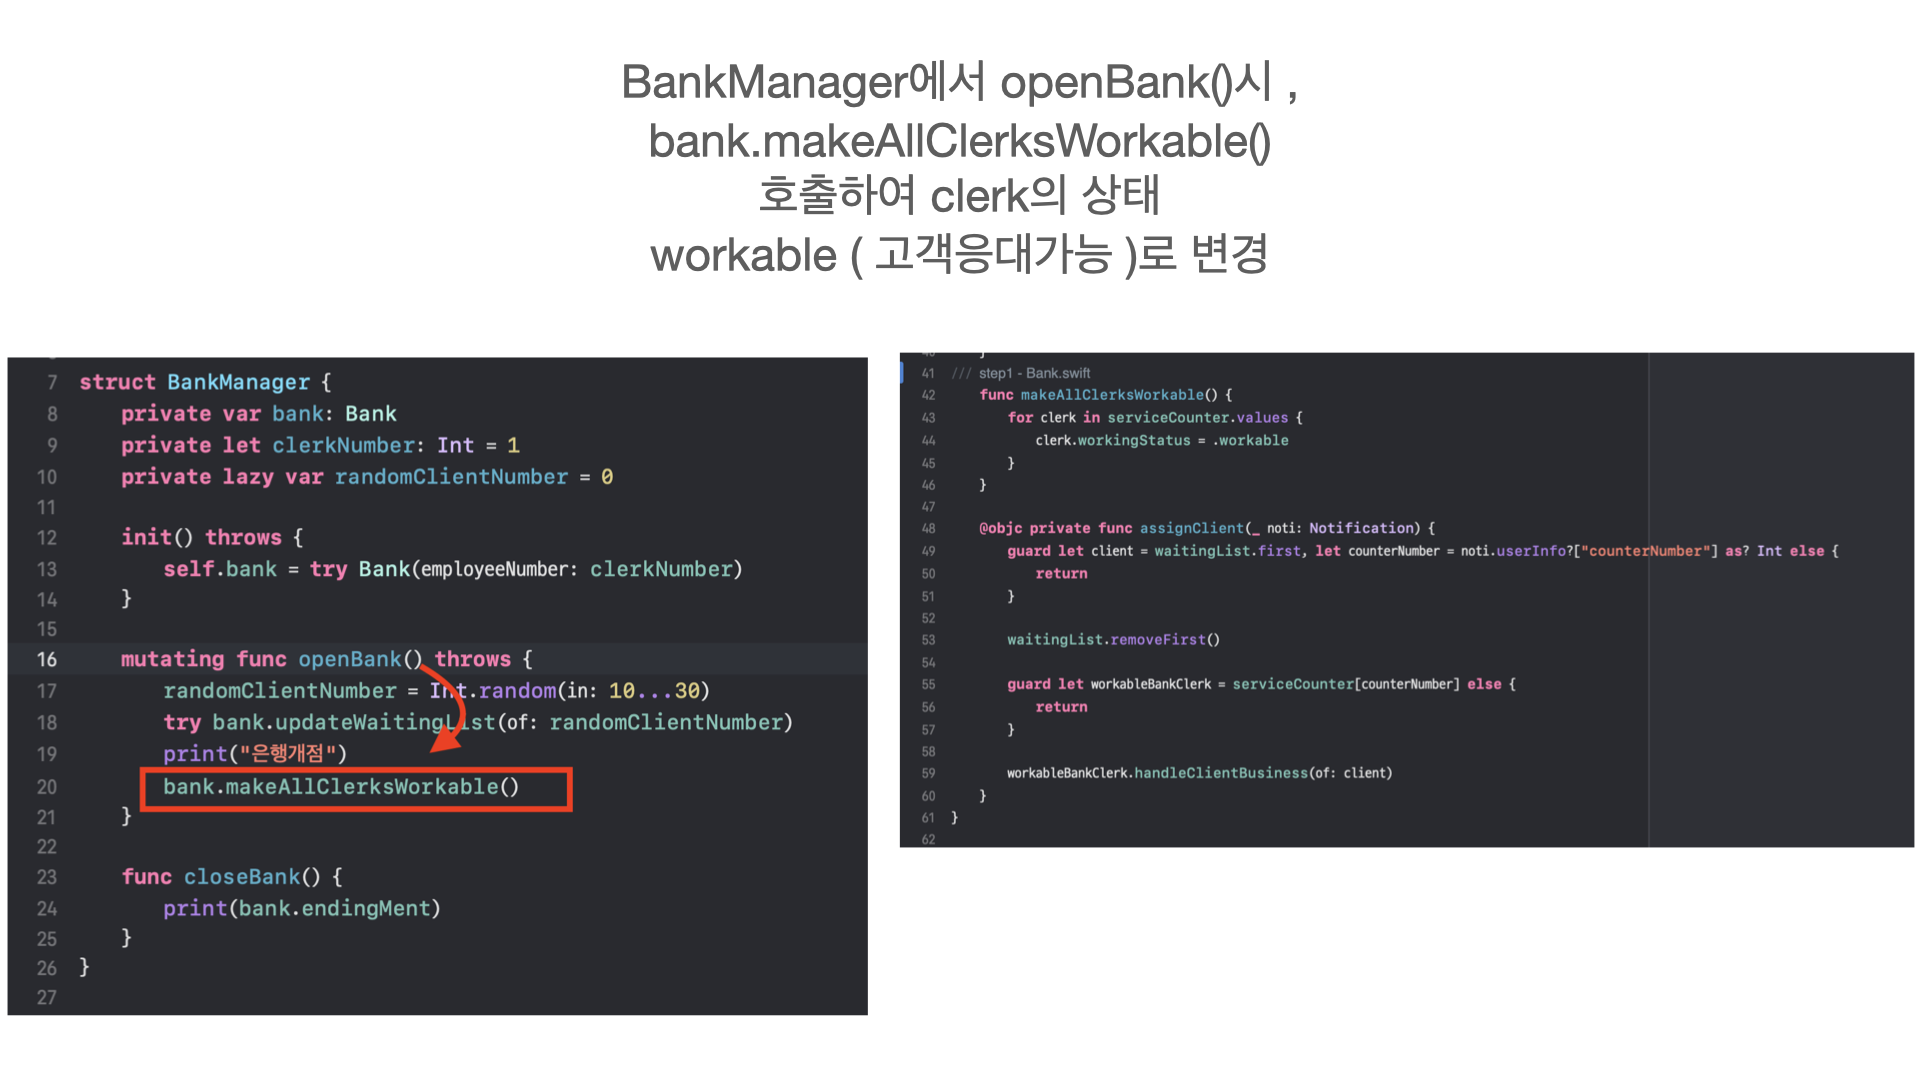 BankManager에서 openBank()시 ,
bank.makeAllClerksWorkable()
호출하여 clerk의 상태
workable ( 고객응대가능 )로 변경
7 struct BankManager {
8 private var bank: Bank
9 private let clerkNumber: Int = 1
10 private lazy var randomClientNumber = 0
11
12 init() throws {
13 self.bank = try Bank(employeeNumber: clerkNumber)
14 }
15
16 mutating func openBank() throws {
17 randomClientNumber = Int.random(in: 10...30)
18 try bank.updateWaitingList(of: randomClientNumber)
19 print("은행개점")
20 bank.makeAllClerksWorkable()
21 }
22
23 func closeBank() {
24 print(bank.endingMent)
25 }
26 }
27
40 }
41 /// step1 - Bank.swift
42 func makeAllClerksWorkable() {
43 for clerk in serviceCounter.values {
44 clerk.workingStatus = .workable
45 }
46 }
47
48 @objc private func assignClient(_ noti: Notification) {
49 guard let client = waitingList.first, let counterNumber = noti.userInfo?["counterNumber"] as? Int else {
50 return
51 }
52
53 waitingList.removeFirst()
54
55 guard let workableBankClerk = serviceCounter[counterNumber] else {
56 return
57 }
58
59 workableBankClerk.handleClientBusiness(of: client)
60 }
61 }
62